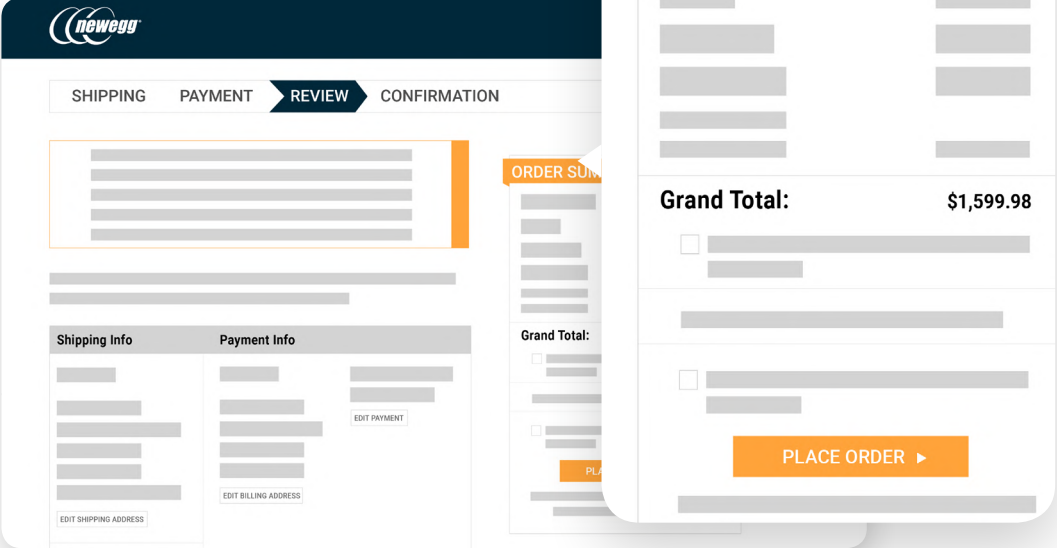 newegg
SHIPPING PAYMENT REVIEW CONFIRMATION
ORDER SUM
Grand Total:
PLA
Shipping Info Payment Info
EDIT PAYMENT
EDIT BILLING ADDRESS
EDIT SHIPPING ADDRESS
Grand Total: $1,599.98
PLACE ORDER